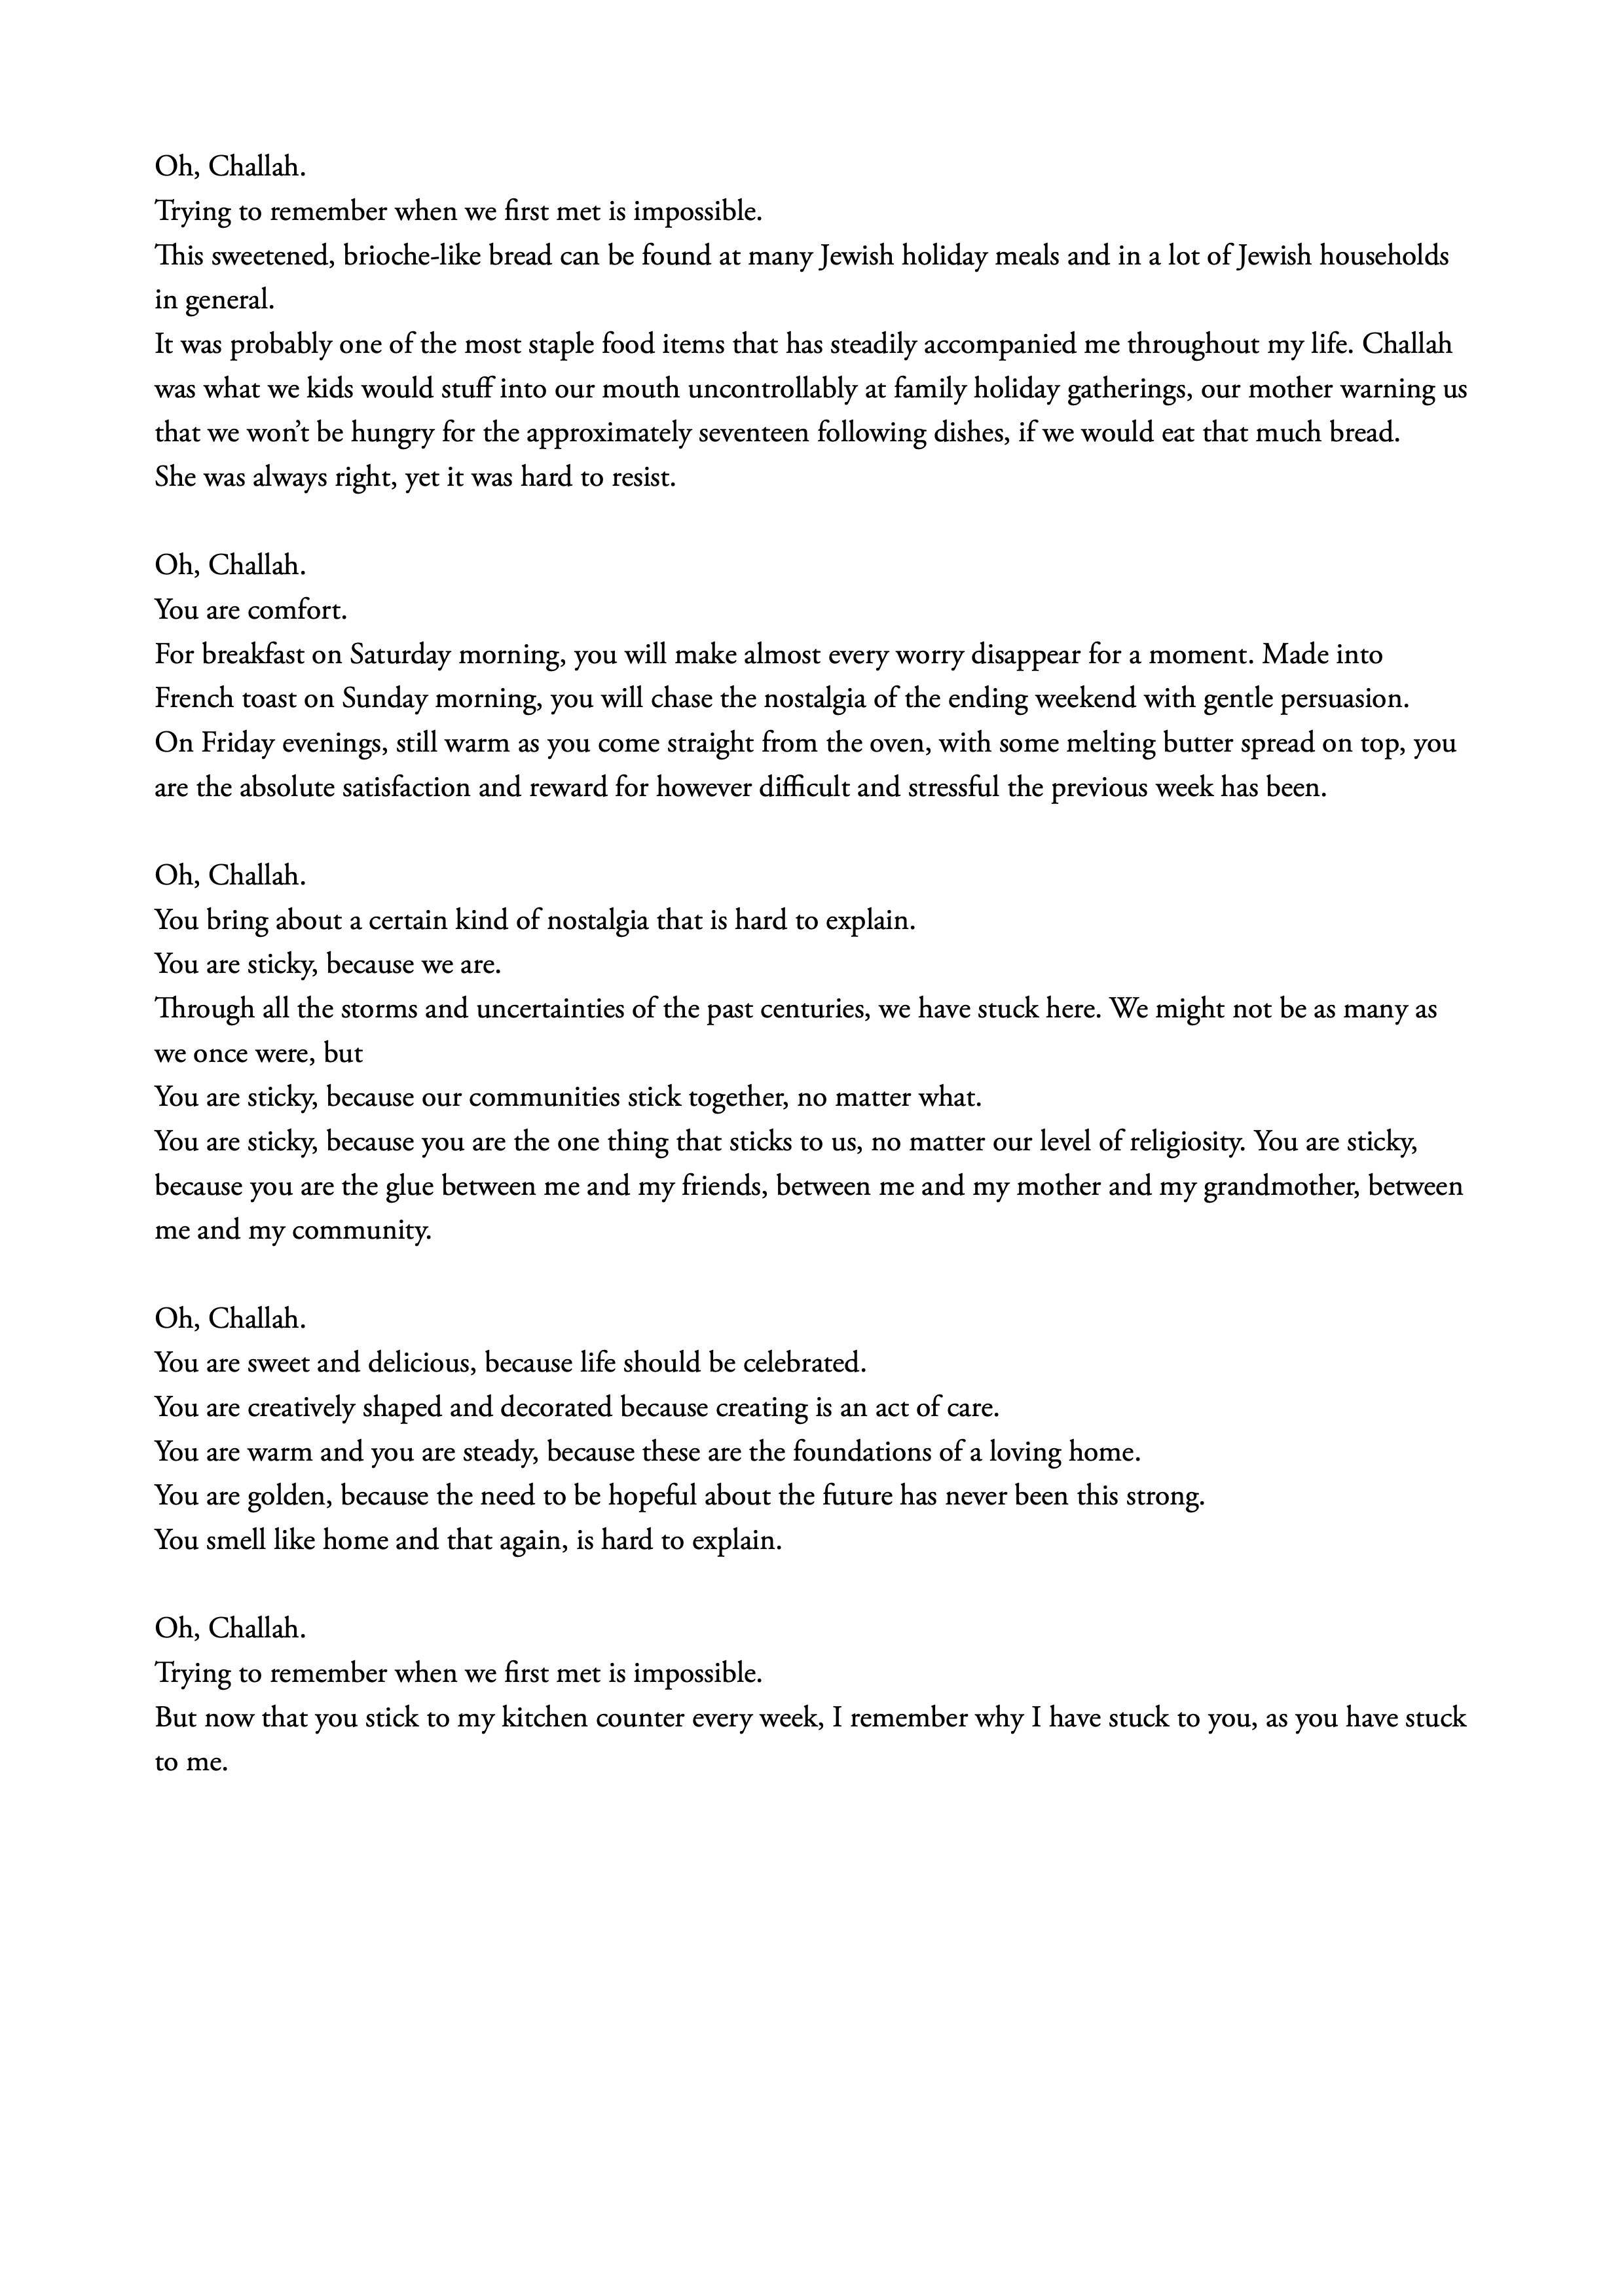 Oh, Challah.
Trying to remember when we first met is impossible.
This sweetened, brioche-like bread can be found at many Jewish holiday meals and in a lot of Jewish households
in general.
It was probably one of the most staple food items that has steadily accompanied me throughout my life. Challah
was what we kids would stuff into our mouth uncontrollably at family holiday gatherings, our mother warning us
that we won’t be hungry for the approximately seventeen following dishes, if we would eat that much bread.
She was always right, yet it was hard to resist.

Oh, Challah.
You are comfort.
For breakfast on Saturday morning, you will make almost every worry disappear for a moment. Made into
French toast on Sunday morning, you will chase the nostalgia of the ending weekend with gentle persuasion.
On Friday evenings, still warm as you come straight from the oven, with some melting butter spread on top, you
are the absolute satisfaction and reward for however difficult and stressful the previous week has been.

Oh, Challah.
You bring about a certain kind of nostalgia that is hard to explain.
You are sticky, because we are.
Through all the storms and uncertainties of the past centuries, we have stuck here. We might not be as many as
we once were, but
You are sticky, because our communities stick together, no matter what.
You are sticky, because you are the one thing that sticks to us, no matter our level of religiosity. You are sticky,
because you are the glue between me and my friends, between me and my mother and my grandmother, between
me and my community.

Oh, Challah.
You are sweet and delicious, because life should be celebrated.
You are creatively shaped and decorated because creating is an act of care.
You are warm and you are steady, because these are the foundations of a loving home.
You are golden, because the need to be hopeful about the future has never been this strong.
You smell like home and that again, is hard to explain.

Oh, Challah.
Trying to remember when we first met is impossible.
But now that you stick to my kitchen counter every week, I remember why I have stuck to you, as you have stuck
to me.